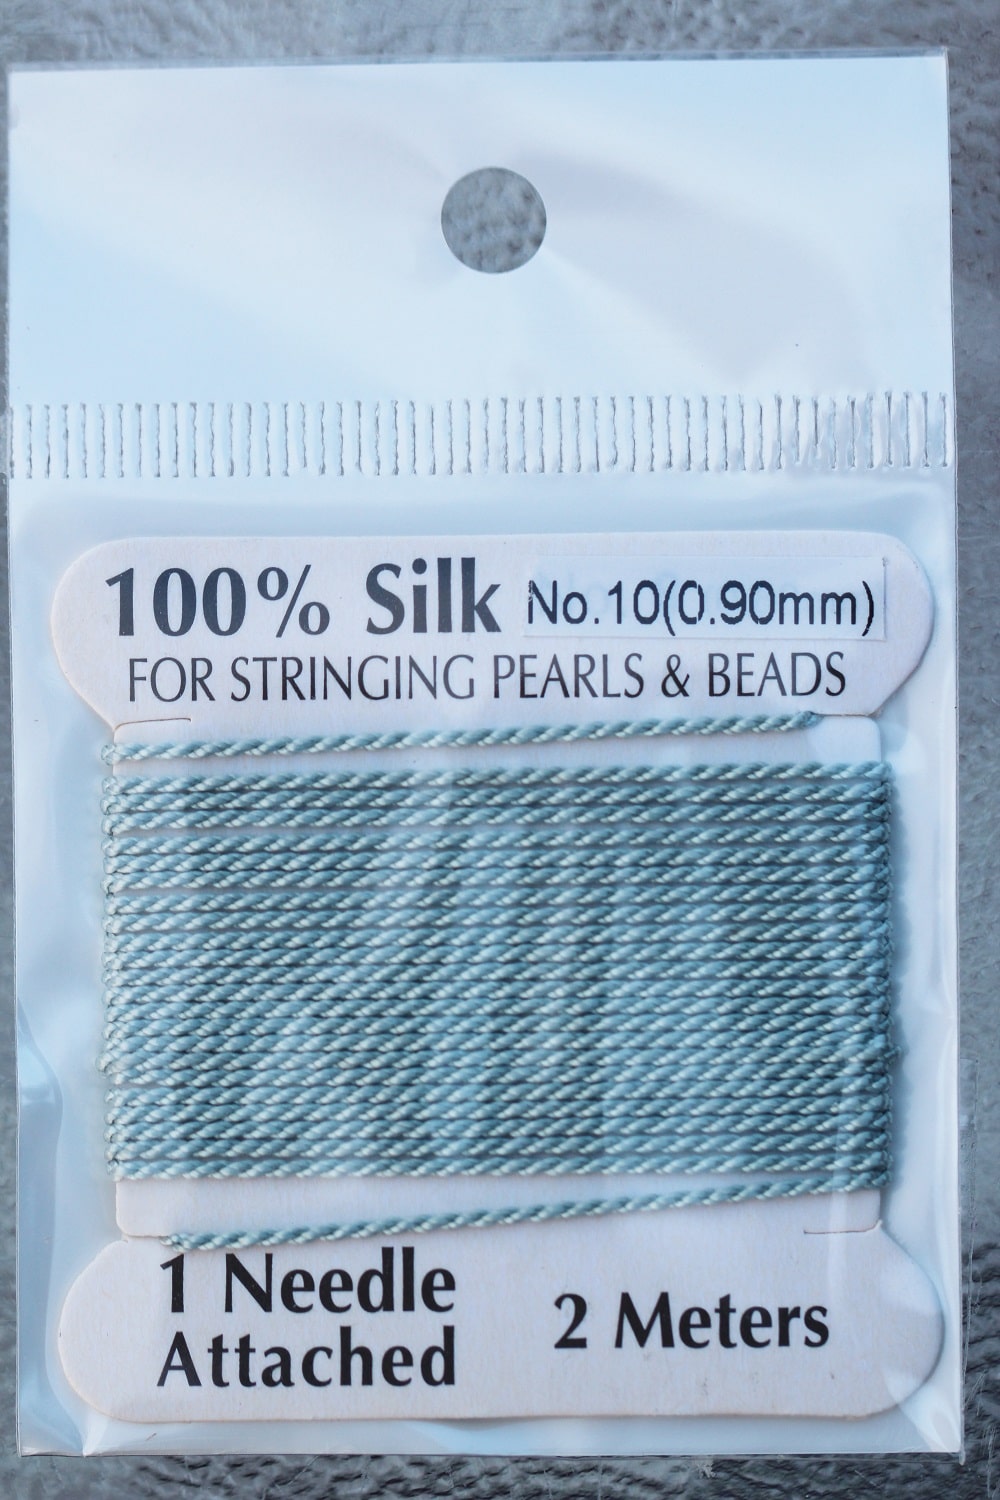 100% Silk No.10(0.90mm)
FOR STRINGING PEARLS & BEADS
1 Needle
Attached
2 Meters